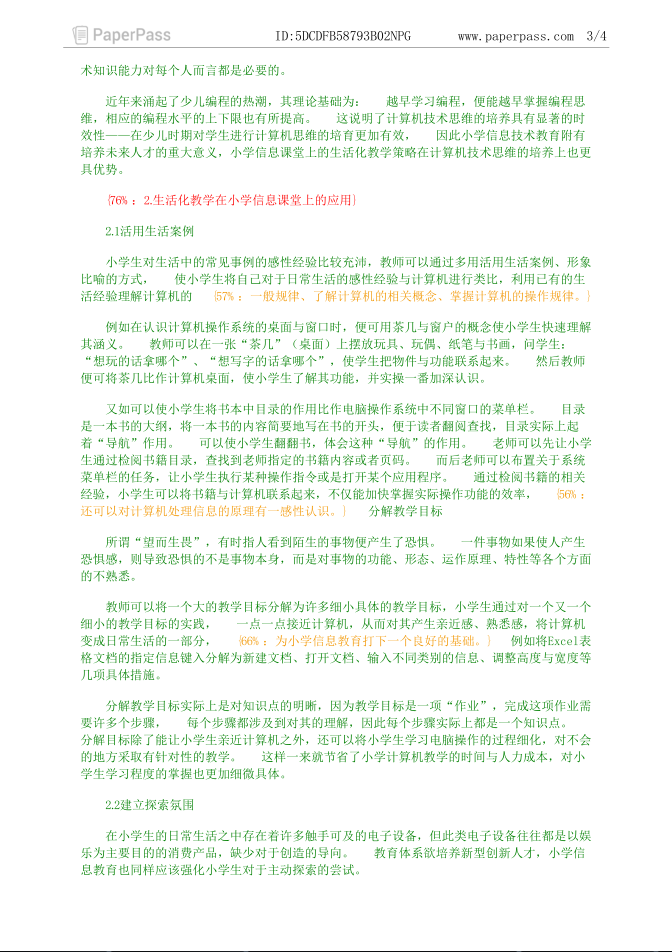 PaperPass ID:5DCDFB58793B02NPG www.paperpass.com 3/4
术知识能力对每个人而言都是必要的。
近年来涌起了少儿编程的热潮，其理论基础为： 越早学习编程，便能越早掌握编程思
维，相应的编程水平的上下限也有所提高。 这说明了计算机技术思维的培养具有显著的时
效性——在少儿时期对学生进行计算机思维的培育更加有效， 因此小学信息技术教育附有
培养未来人才的重大意义，小学信息课堂上的生活化教学策略在计算机技术思维的培养上也更
具优势。
{76%：2.生活化教学在小学信息课堂上的应用}
2.1活用生活案例
小学生对生活中的常见事例的感性经验比较充沛，教师可以通过多用活用生活案例、形象
比喻的方式， 使小学生将自己对于日常生活的感性经验与计算机进行类比，利用已有的生
活经验理解计算机的 {57%：一般规律、了解计算机的相关概念、掌握计算机的操作规律。}
例如在认识计算机操作系统的桌面与窗口时，便可用茶几与窗户的概念使小学生快速理解
其涵义。 教师可以在一张“茶几”（桌面）上摆放玩具、玩偶、纸笔与书画，问学生：
“想玩的话拿哪个”、“想写字的话拿哪个”，使学生把物件与功能联系起来。 然后教师
便可将茶几比作计算机桌面，使小学生了解其功能，并实操一番加深认识。
又如可以使小学生将书本中目录的作用比作电脑操作系统中不同窗口的菜单栏。 目录
是一本书的大纲，将一本书的内容简要地写在书的开头，便于读者翻阅查找，目录实际上起
着“导航”作用。 可以使小学生翻翻书，体会这种“导航”的作用。 老师可以先让小学
生通过检阅书籍目录，查找到老师指定的书籍内容或者页码。 而后老师可以布置关于系统
菜单栏的任务，让小学生执行某种操作指令或是打开某个应用程序。 通过检阅书籍的相关
经验，小学生可以将书籍与计算机联系起来，不仅能加快掌握实际操作功能的效率， {56%：
还可以对计算机处理信息的原理有一感性认识。} 分解教学目标
所谓“望而生畏”，有时指人看到陌生的事物便产生了恐惧。 一件事物如果使人产生
恐惧感，则导致恐惧的不是事物本身，而是对事物的功能、形态、运作原理、特性等各个方面
的不熟悉。
教师可以将一个大的教学目标分解为许多细小具体的教学目标，小学生通过对一个又一个
细小的教学目标的实践， 一点一点接近计算机，从而对其产生亲近感、熟悉感，将计算机
变成日常生活的一部分， {66%：为小学信息教育打下一个良好的基础。} 例如将Excel表
格文档的指定信息键入分解为新建文档、打开文档、输入不同类别的信息、调整高度与宽度等
几项具体措施。
分解教学目标实际上是对知识点的明晰，因为教学目标是一项“作业”，完成这项作业需
要许多个步骤， 每个步骤都涉及到对其的理解，因此每个步骤实际上都是一个知识点。
分解目标除了能让小学生亲近计算机之外，还可以将小学生学习电脑操作的过程细化，对不会
的地方采取有针对性的教学。 这样一来就节省了小学计算机教学的时间与人力成本，对小
学生学习程度的掌握也更加细微具体。
2.2建立探索氛围
在小学生的日常生活之中存在着许多触手可及的电子设备，但此类电子设备往往都是以娱
乐为主要目的的消费产品，缺少对于创造的导向。 教育体系欲培养新型创新人才，小学信
息教育也同样应该强化小学生对于主动探索的尝试。